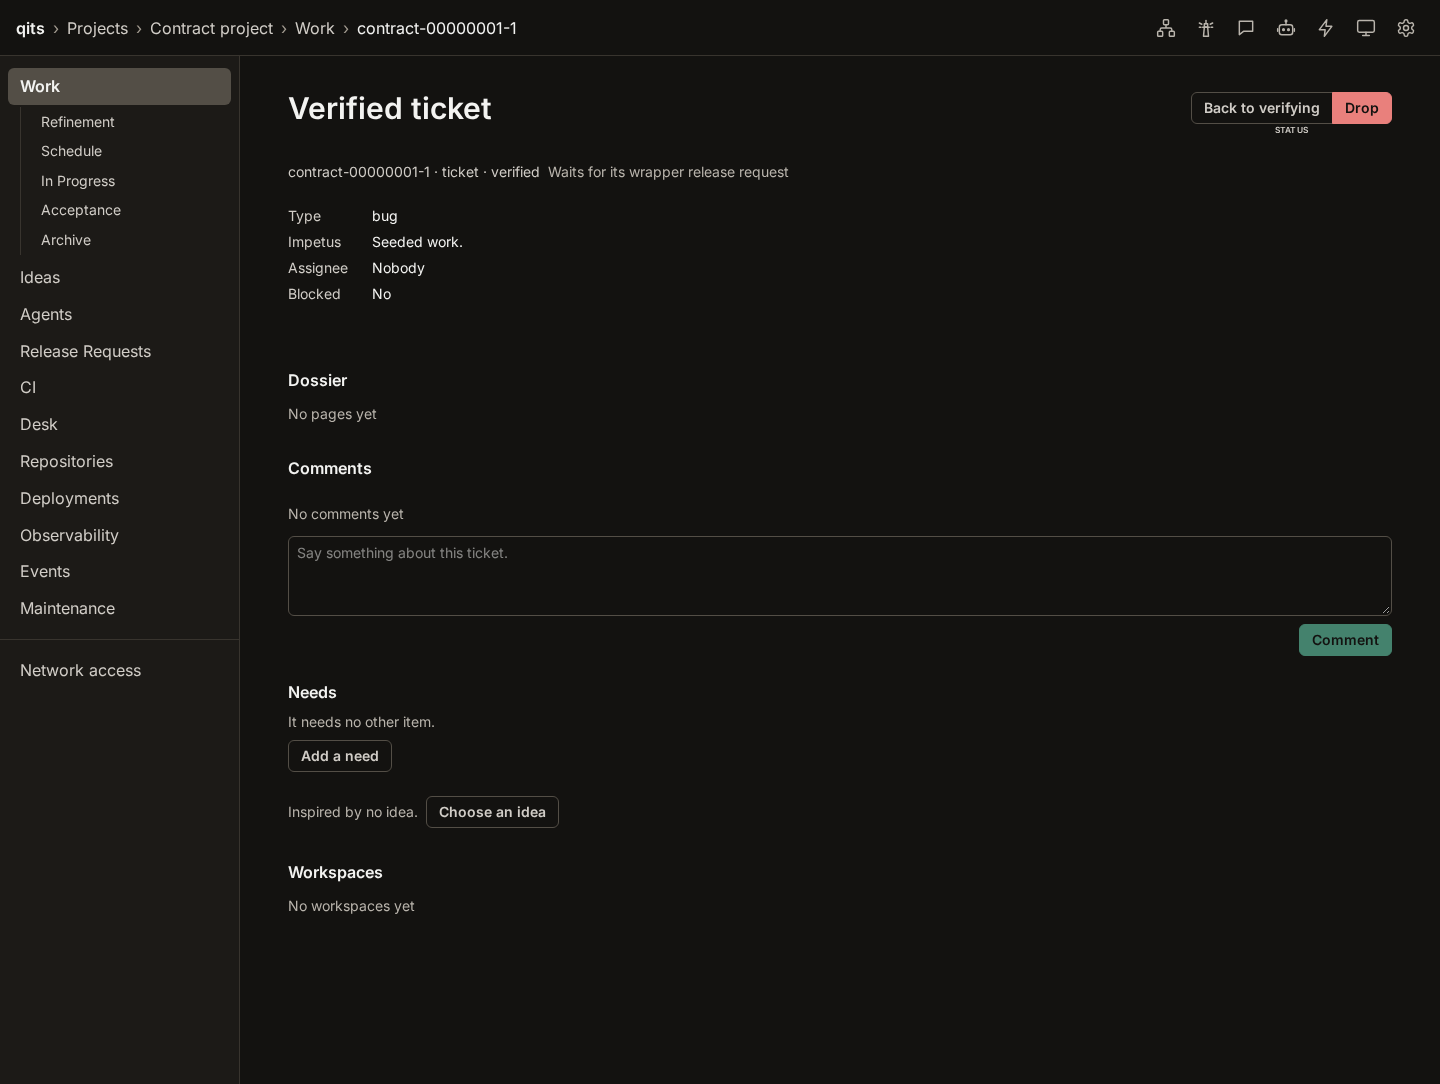 qits › Projects › Contract project › Work › contract-00000001-1
Work
Refinement
Schedule
In Progress
Acceptance
Archive
Ideas
Agents
Release Requests
CI
Desk
Repositories
Deployments
Observability
Events
Maintenance
Network access
Verified ticket
Back to verifying
Drop
STATUS
contract-00000001-1 · ticket · verified Waits for its wrapper release request
Type bug
Impetus Seeded work.
Assignee Nobody
Blocked No
Dossier
No pages yet
Comments
No comments yet
Say something about this ticket.
Comment
Needs
It needs no other item.
Add a need
Inspired by no idea. Choose an idea
Workspaces
No workspaces yet